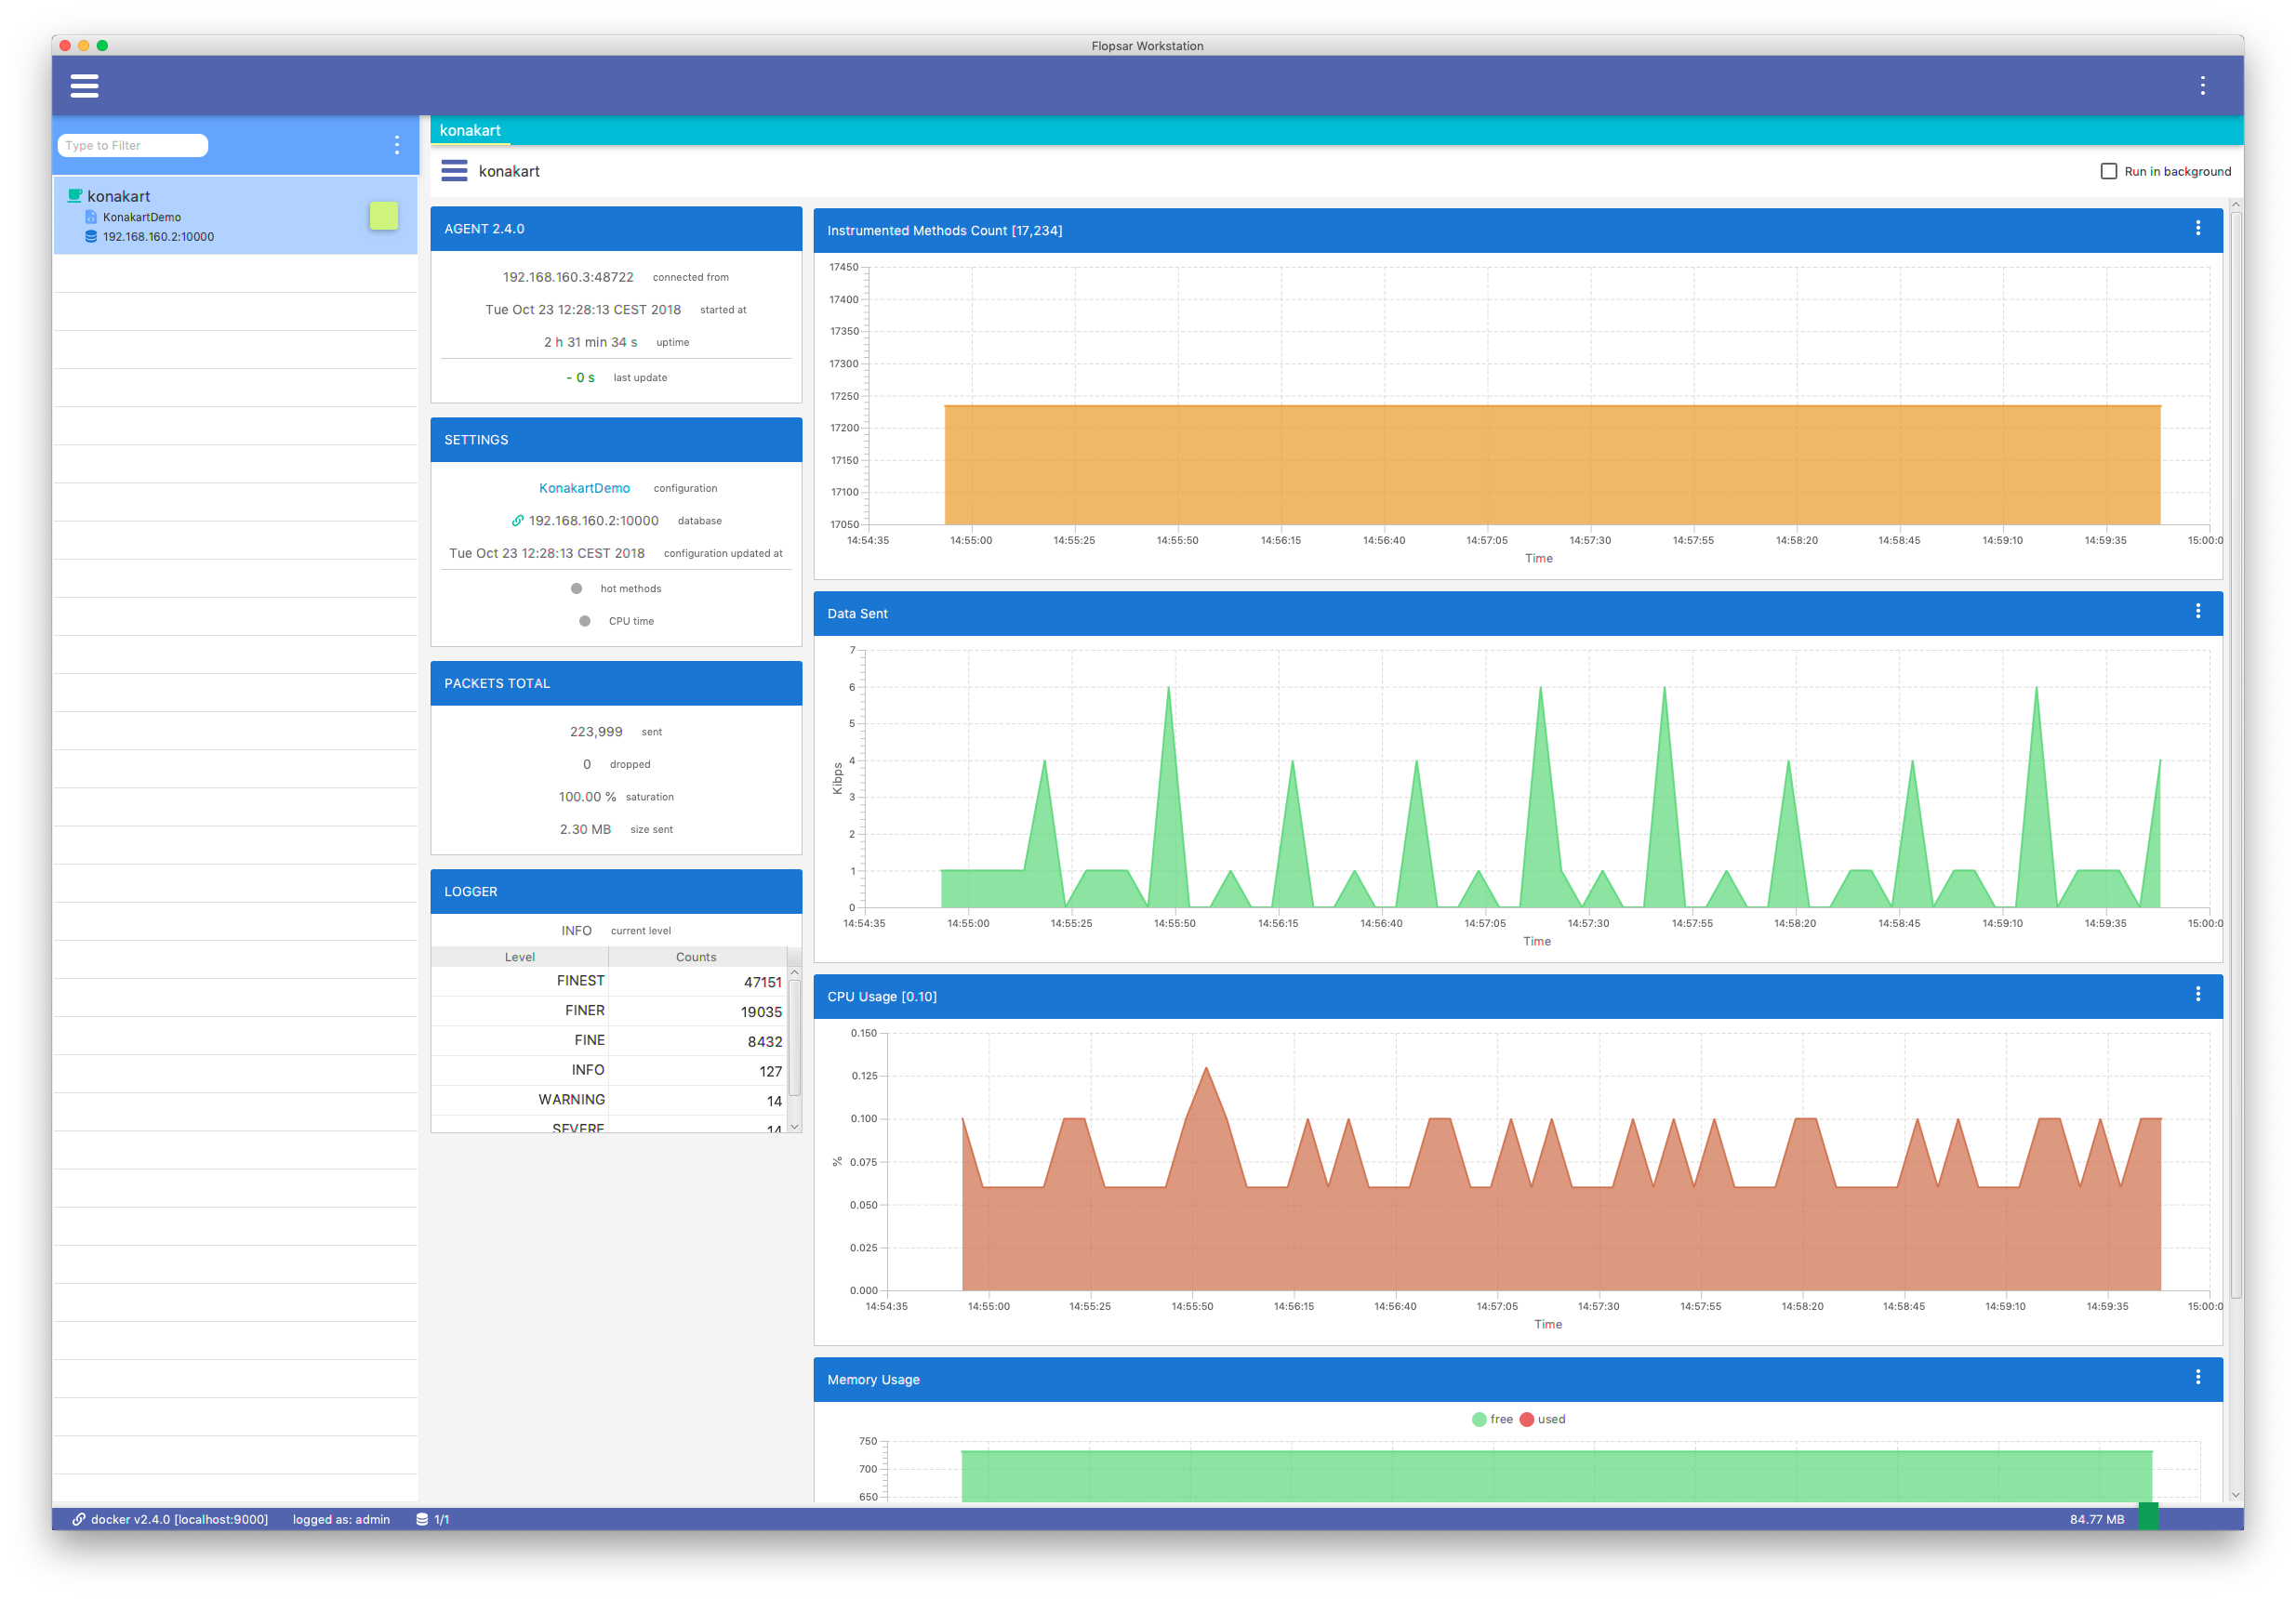 Flopsar Workstation
Type to Filter
konakart
KonakartDemo
192.168.160.2:10000
konakart
konakart
Run in background
AGENT 2.4.0
192.168.160.3:48722 connected from
Tue Oct 23 12:28:13 CEST 2018 started at
2 h 31 min 34 s uptime
- 0 s last update
SETTINGS
KonakartDemo configuration
192.168.160.2:10000 database
Tue Oct 23 12:28:13 CEST 2018 configuration updated at
hot methods
CPU time
PACKETS TOTAL
223,999 sent
0 dropped
100.00 % saturation
2.30 MB size sent
LOGGER
INFO current level
Level Counts
FINEST 47151
FINER 19035
FINE 8432
INFO 127
WARNING 14
SEVERE 14
Instrumented Methods Count [17,234]
17450
17400
17350
17300
17250
17200
17150
17100
17050
14:54:35 14:55:00 14:55:25 14:55:50 14:56:15 14:56:40 14:57:05 14:57:30 14:57:55 14:58:20 14:58:45 14:59:10 14:59:35 15:00:0
Time
Data Sent
7
6
5
4
3
2
1
0
Kibps
14:54:35 14:55:00 14:55:25 14:55:50 14:56:15 14:56:40 14:57:05 14:57:30 14:57:55 14:58:20 14:58:45 14:59:10 14:59:35 15:00:0
Time
CPU Usage [0.10]
0.150
0.125
0.100
0.075
0.050
0.025
0.000
%
14:54:35 14:55:00 14:55:25 14:55:50 14:56:15 14:56:40 14:57:05 14:57:30 14:57:55 14:58:20 14:58:45 14:59:10 14:59:35 15:00:0
Time
Memory Usage
free used
750
700
650
docker v2.4.0 [localhost:9000] logged as: admin 1/1
84.77 MB